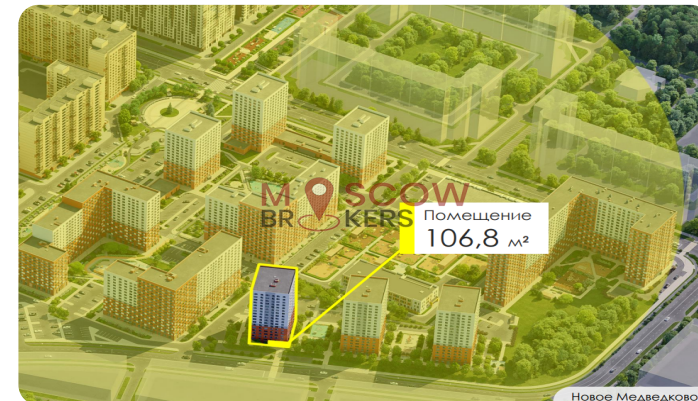 MOSCOW
BROKERS
Помещение
106,8 м²
Новое Медведково